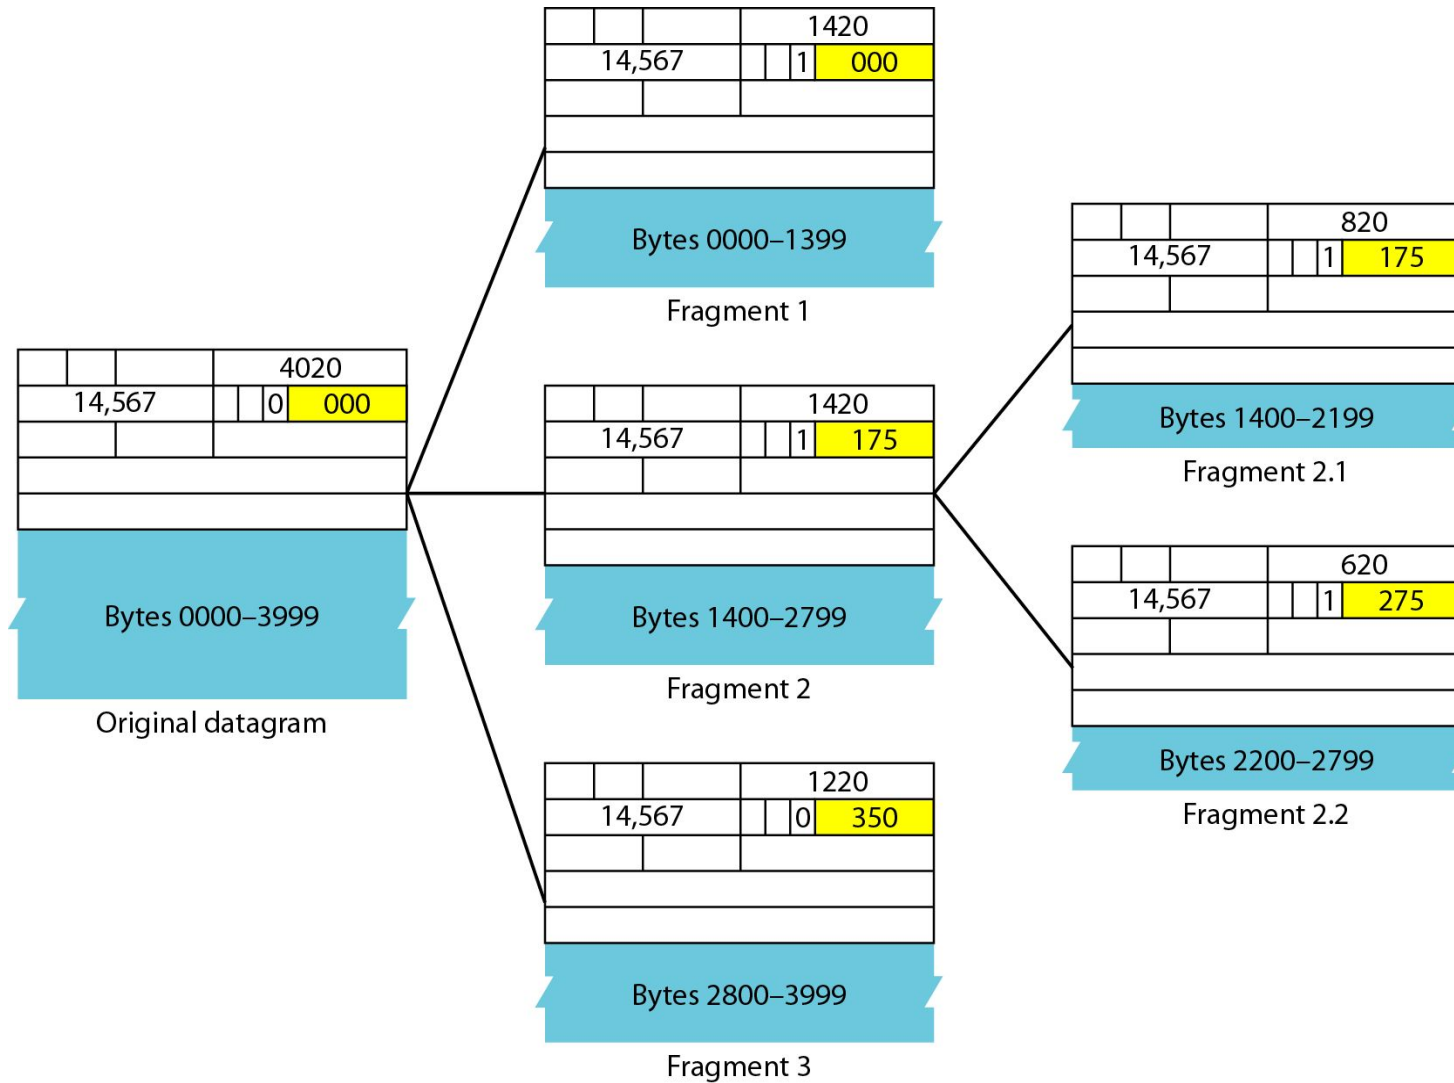 4020
14,567 0 000
Bytes 0000–3999
Original datagram
1420
14,567 1 000
Bytes 0000–1399
Fragment 1
1420
14,567 1 175
Bytes 1400–2799
Fragment 2
1220
14,567 0 350
Bytes 2800–3999
Fragment 3
820
14,567 1 175
Bytes 1400–2199
Fragment 2.1
620
14,567 1 275
Bytes 2200–2799
Fragment 2.2